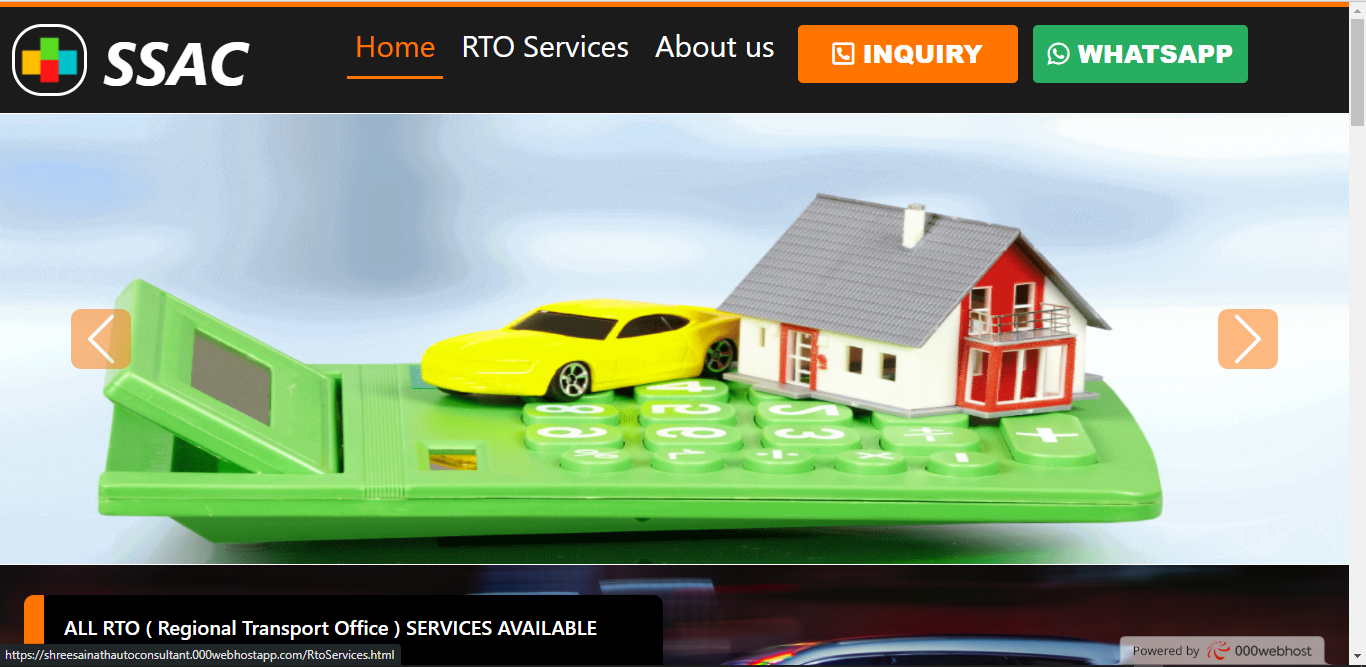 SSAC
Home
RTO Services
About us
INQUIRY
WHATSAPP
ALL RTO ( Regional Transport Office ) SERVICES AVAILABLE
https://shreesainathautoconsultant.000webhostapp.com/RtoServices.html
Powered by 000webhost